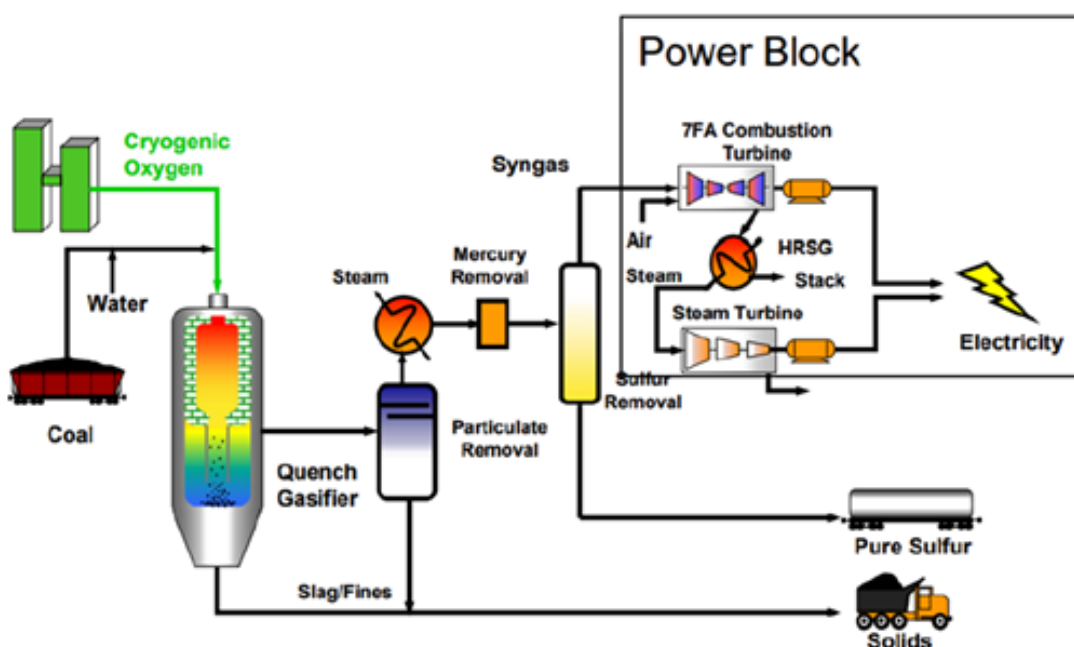 Power Block
7FA Combustion
Turbine
Cryogenic
Oxygen
Syngas
Air
HRSG
Mercury
Removal
Steam
Steam
Stack
Water
Steam Turbine
Electricity
Coal
Sulfur
Removal
Particulate
Removal
Quench
Gasifier
Pure Sulfur
Slag/Fines
Solids